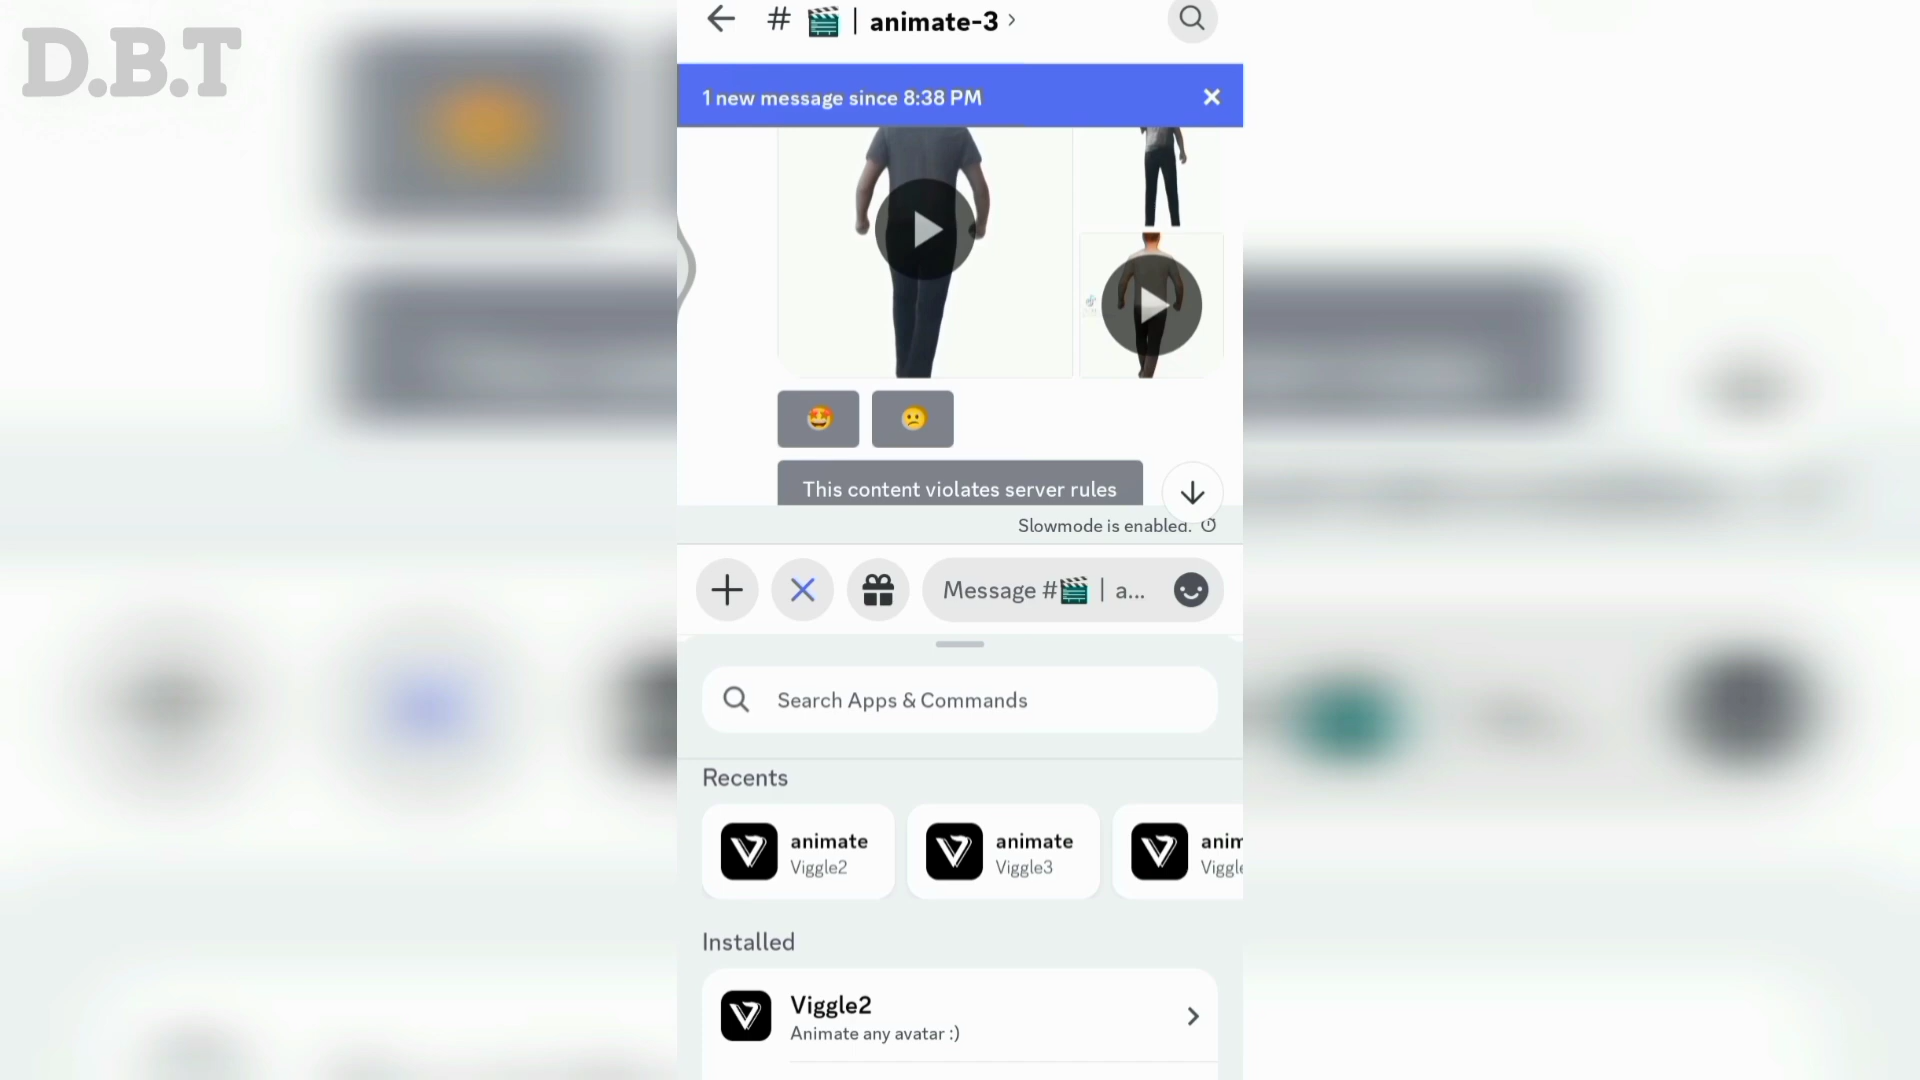 D.B.T
# 🎬 | animate-3 ›
1 new message since 8:38 PM
This content violates server rules
Slowmode is enabled.
Message #🎬 | a...
Search Apps & Commands
Recents
animate
Viggle2
animate
Viggle3
anim
Viggle
Installed
Viggle2
Animate any avatar :)